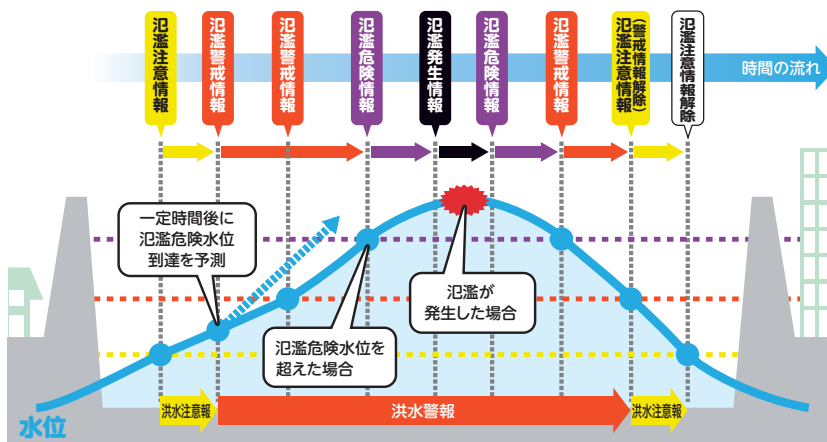 氾濫注意情報
氾濫警戒情報
氾濫警戒情報
氾濫危険情報
氾濫発生情報
氾濫危険情報
氾濫警戒情報
氾濫注意情報
(警戒情報解除)
氾濫注意情報解除
時間の流れ
一定時間後に
氾濫危険水位
到達を予測
氾濫危険水位を
超えた場合
氾濫が
発生した場合
洪水注意報
洪水警報
洪水注意報
水位